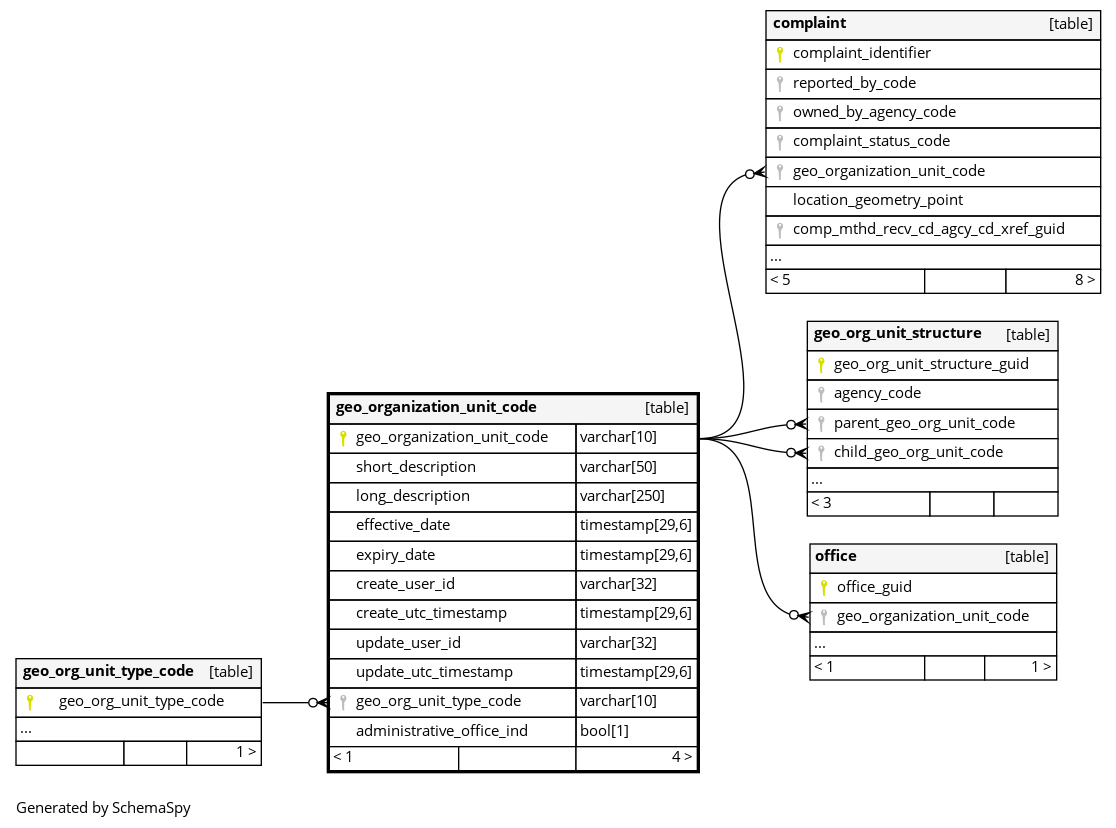 complaint [table]
complaint_identifier
reported_by_code
owned_by_agency_code
complaint_status_code
geo_organization_unit_code
location_geometry_point
comp_mthd_recv_cd_agcy_cd_xref_guid
...
< 5 8 >
geo_org_unit_structure [table]
geo_org_unit_structure_guid
agency_code
parent_geo_org_unit_code
child_geo_org_unit_code
...
< 3
geo_organization_unit_code [table]
geo_organization_unit_code varchar[10]
short_description varchar[50]
long_description varchar[250]
effective_date timestamp[29,6]
expiry_date timestamp[29,6]
create_user_id varchar[32]
create_utc_timestamp timestamp[29,6]
update_user_id varchar[32]
update_utc_timestamp timestamp[29,6]
geo_org_unit_type_code varchar[10]
administrative_office_ind bool[1]
< 1 4 >
office [table]
office_guid
geo_organization_unit_code
...
< 1 1 >
geo_org_unit_type_code [table]
geo_org_unit_type_code
...
1 >
Generated by SchemaSpy